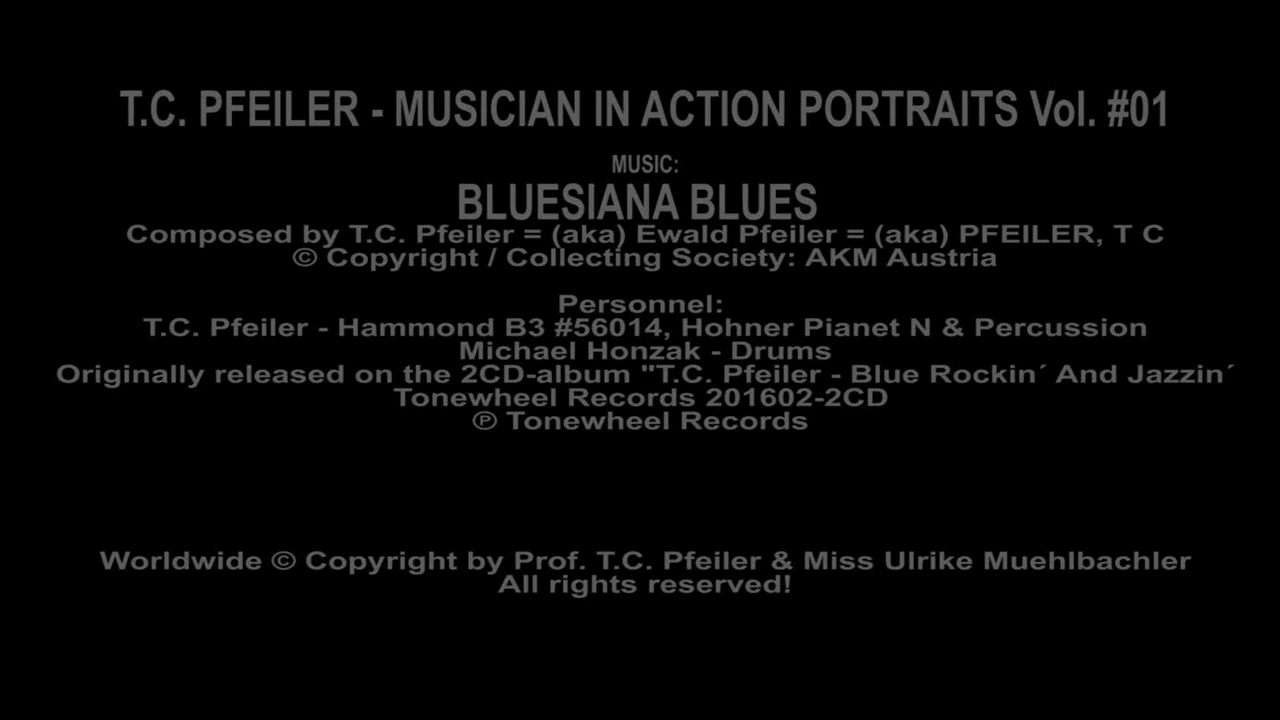 T.C. PFEILER - MUSICIAN IN ACTION PORTRAITS Vol. #01
MUSIC:
BLUESIANA BLUES
Composed by T.C. Pfeiler = (aka) Ewald Pfeiler = (aka) PFEILER, T C
© Copyright / Collecting Society: AKM Austria
Personnel:
T.C. Pfeiler - Hammond B3 #56014, Hohner Pianet N & Percussion
Michael Honzak - Drums
Originally released on the 2CD-album "T.C. Pfeiler - Blue Rockin´ And Jazzin´
Tonewheel Records 201602-2CD
℗ Tonewheel Records
Worldwide © Copyright by Prof. T.C. Pfeiler & Miss Ulrike Muehlbachler
All rights reserved!